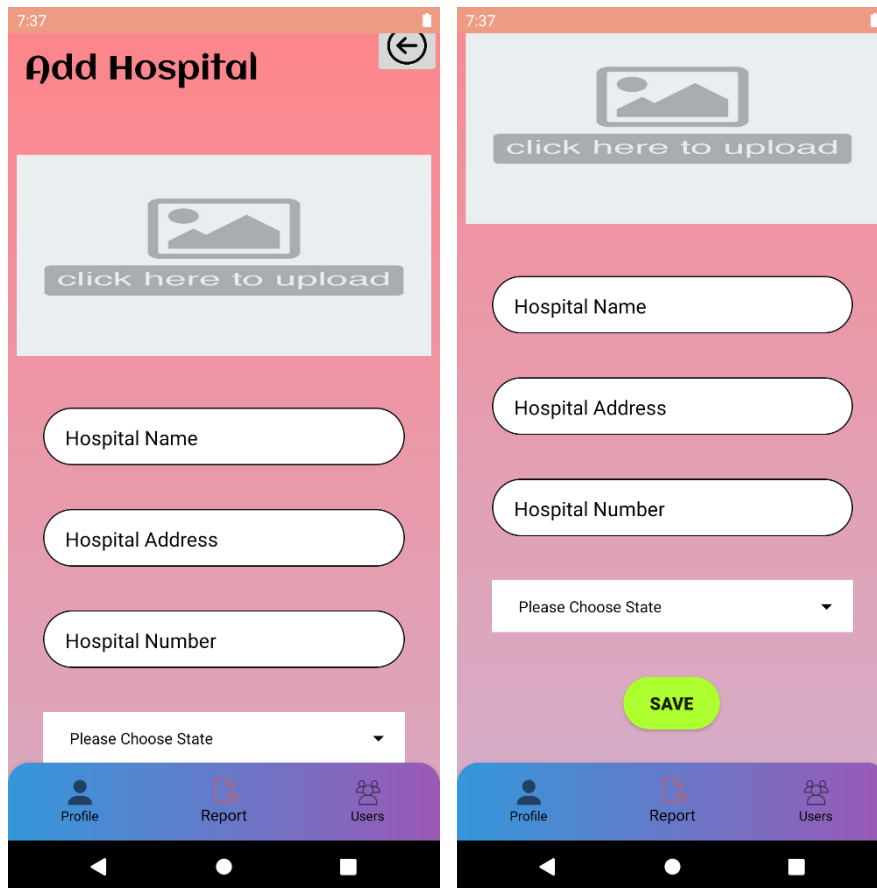 7:37
Add Hospital
click here to upload
Hospital Name
Hospital Address
Hospital Number
Please Choose State
Profile Report Users
7:37
click here to upload
Hospital Name
Hospital Address
Hospital Number
Please Choose State
SAVE
Profile Report Users